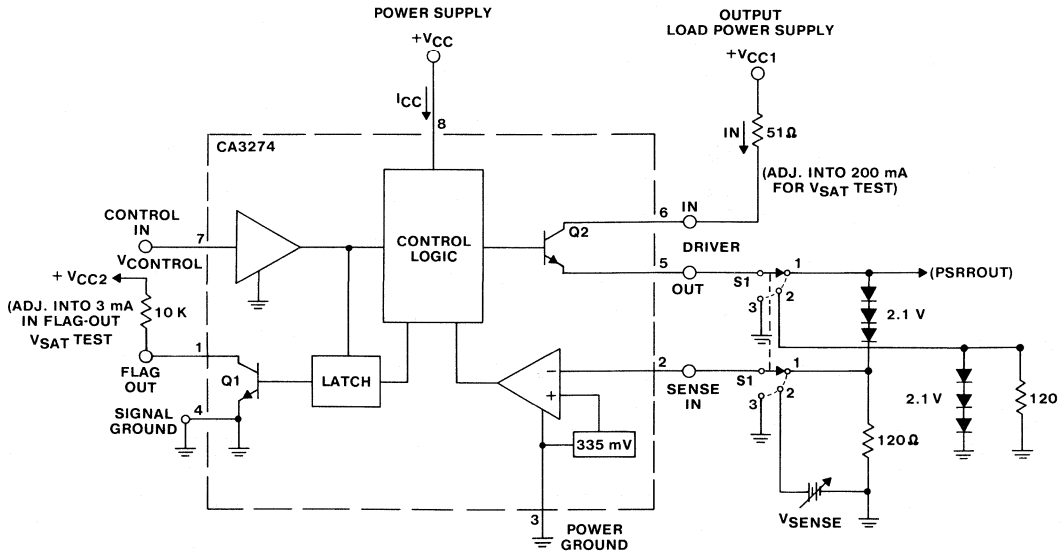 POWER SUPPLY
+VCC
ICC
8
OUTPUT
LOAD POWER SUPPLY
+VCC1
IN
51Ω
(ADJ. INTO 200 mA
FOR VSAT TEST)
CA3274
CONTROL
IN
7
VCONTROL
CONTROL
LOGIC
Q2
6
IN
DRIVER
5
OUT
S1
1
2
3
(PSRROUT)
2.1 V
+ VCC2
(ADJ. INTO 3 mA
IN FLAG-OUT
VSAT TEST
10 K
1
FLAG
OUT
Q1
LATCH
4
SIGNAL
GROUND
−
+
335 mV
2
SENSE
IN
S1
1
2
3
2.1 V
120
120Ω
VSENSE
3
POWER
GROUND